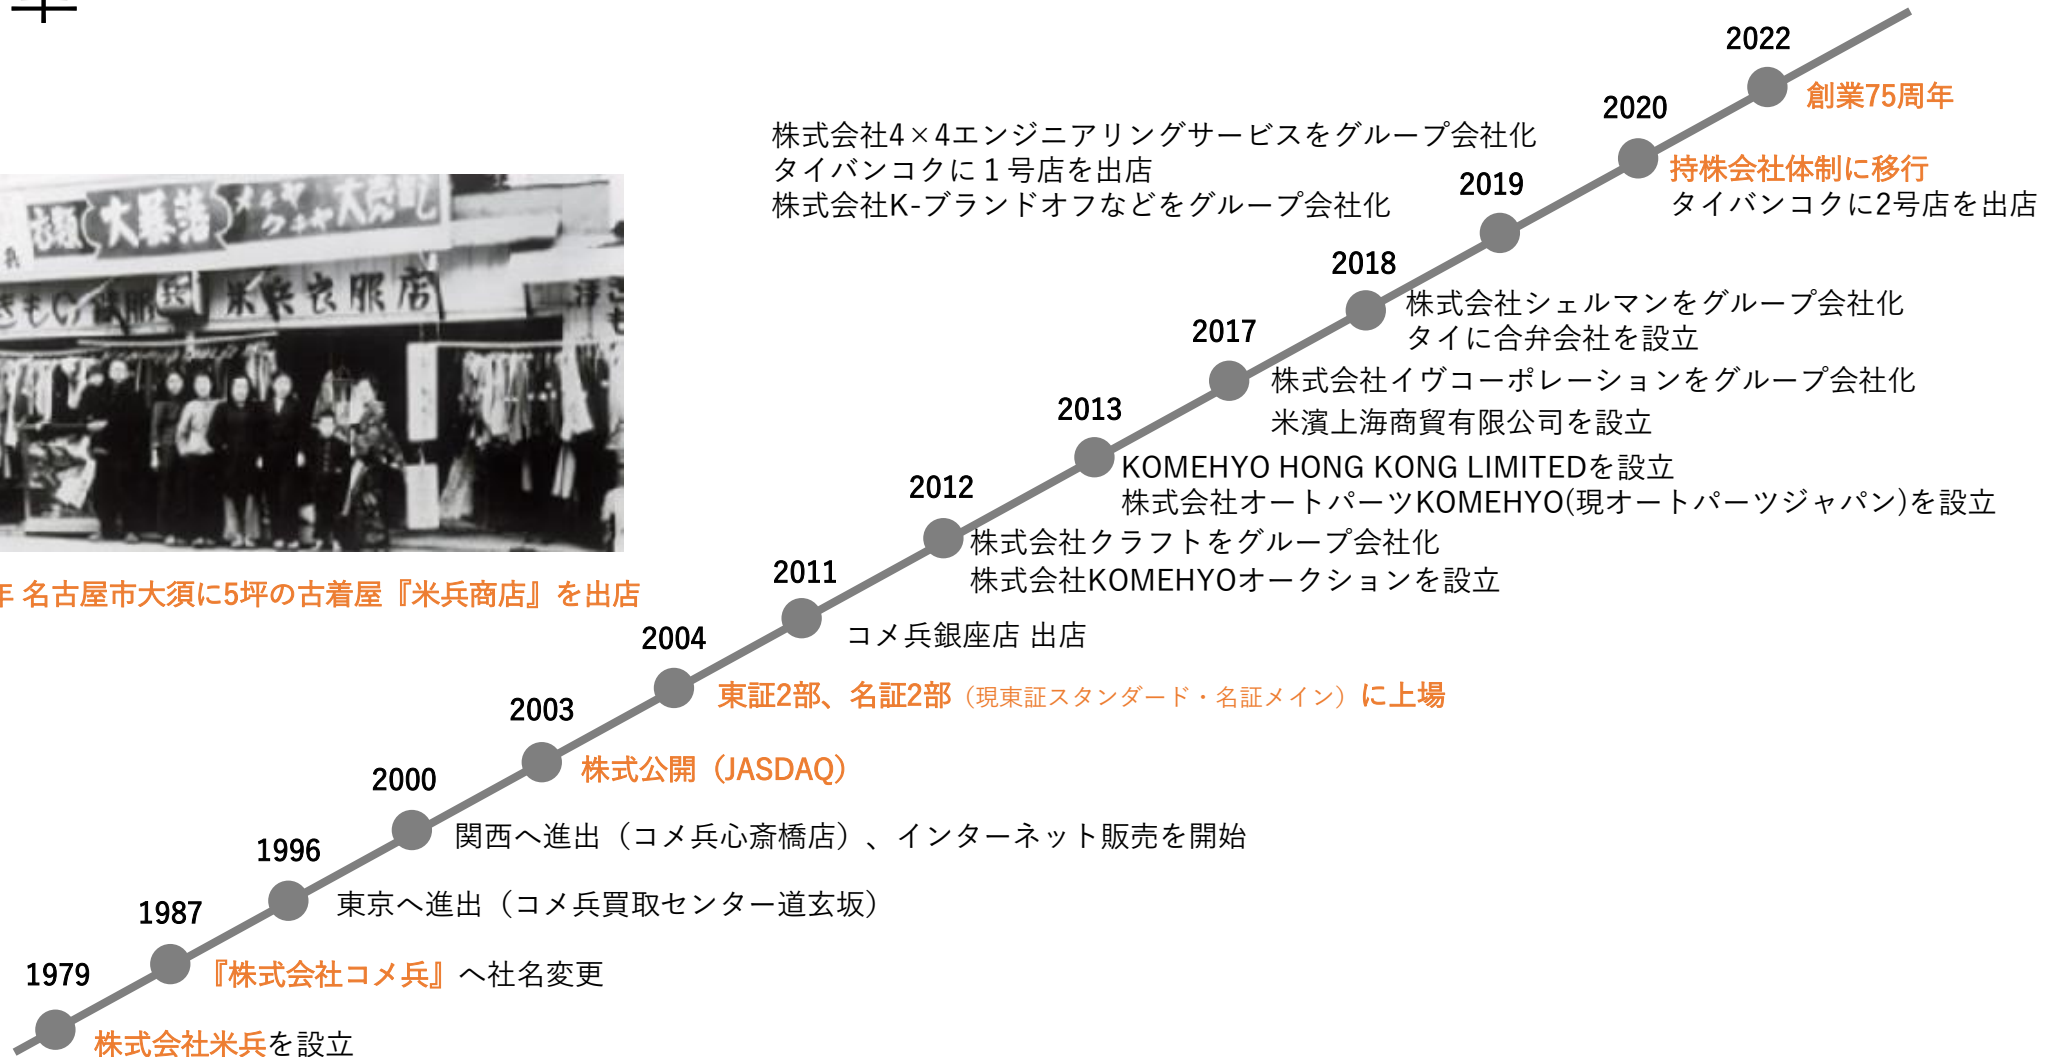 2022
創業75周年
2020
持株会社体制に移行
タイバンコクに2号店を出店
2019
株式会社4×4エンジニアリングサービスをグループ会社化
タイバンコクに１号店を出店
株式会社K-ブランドオフなどをグループ会社化
2018
株式会社シェルマンをグループ会社化
タイに合弁会社を設立
2017
株式会社イヴコーポレーションをグループ会社化
米濱上海商貿有限公司を設立
2013
KOMEHYO HONG KONG LIMITEDを設立
株式会社オートパーツKOMEHYO(現オートパーツジャパン)を設立
2012
株式会社クラフトをグループ会社化
株式会社KOMEHYOオークションを設立
2011
コメ兵銀座店 出店
大暴落
米兵衣服店
年 名古屋市大須に5坪の古着屋『米兵商店』を出店
2004
東証2部、名証2部（現東証スタンダード・名証メイン）に上場
2003
株式公開（JASDAQ）
2000
関西へ進出（コメ兵心斎橋店）、インターネット販売を開始
1996
東京へ進出（コメ兵買取センター道玄坂）
1987
『株式会社コメ兵』へ社名変更
1979
株式会社米兵を設立